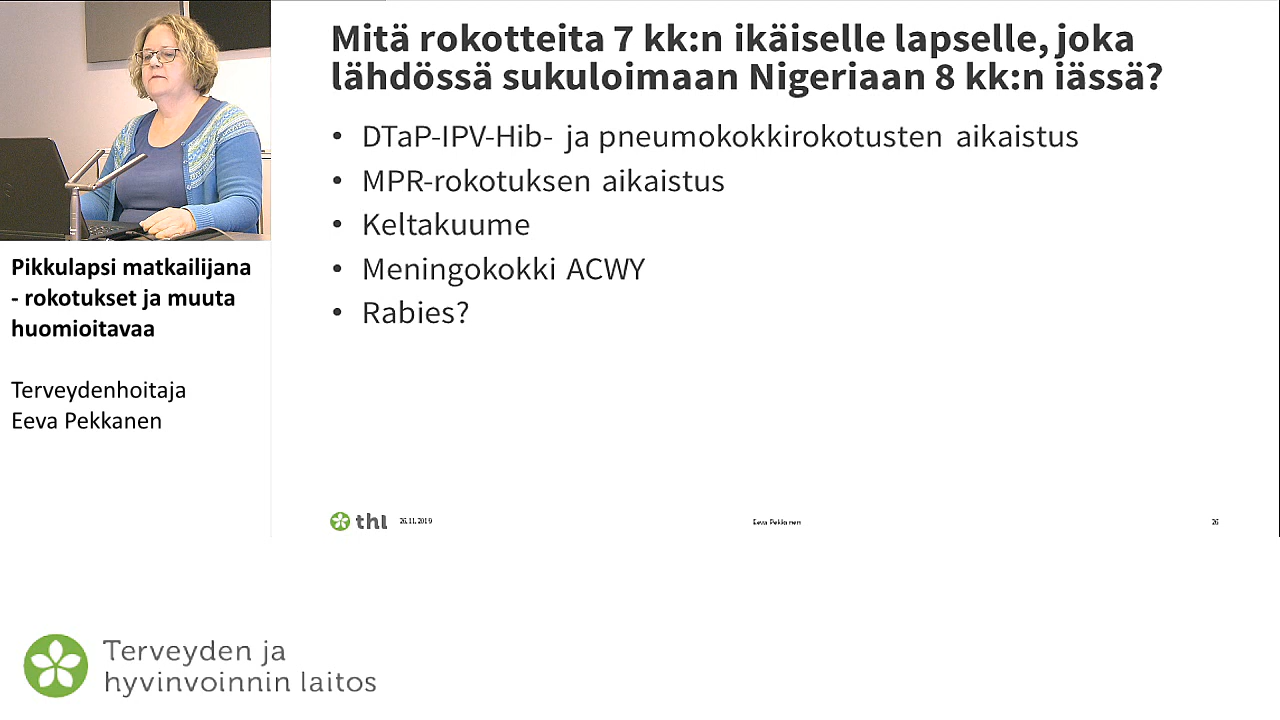 Mitä rokotteita 7 kk:n ikäiselle lapselle, joka
lähdössä sukuloimaan Nigeriaan 8 kk:n iässä?
• DTaP-IPV-Hib- ja pneumokokkirokotusten aikaistus
• MPR-rokotuksen aikaistus
• Keltakuume
• Meningokokki ACWY
• Rabies?
Pikkulapsi matkailijana
- rokotukset ja muuta
huomioitavaa
Terveydenhoitaja
Eeva Pekkanen
thl 26.11.2019 Eeva Pekkanen 26
Terveyden ja
hyvinvoinnin laitos